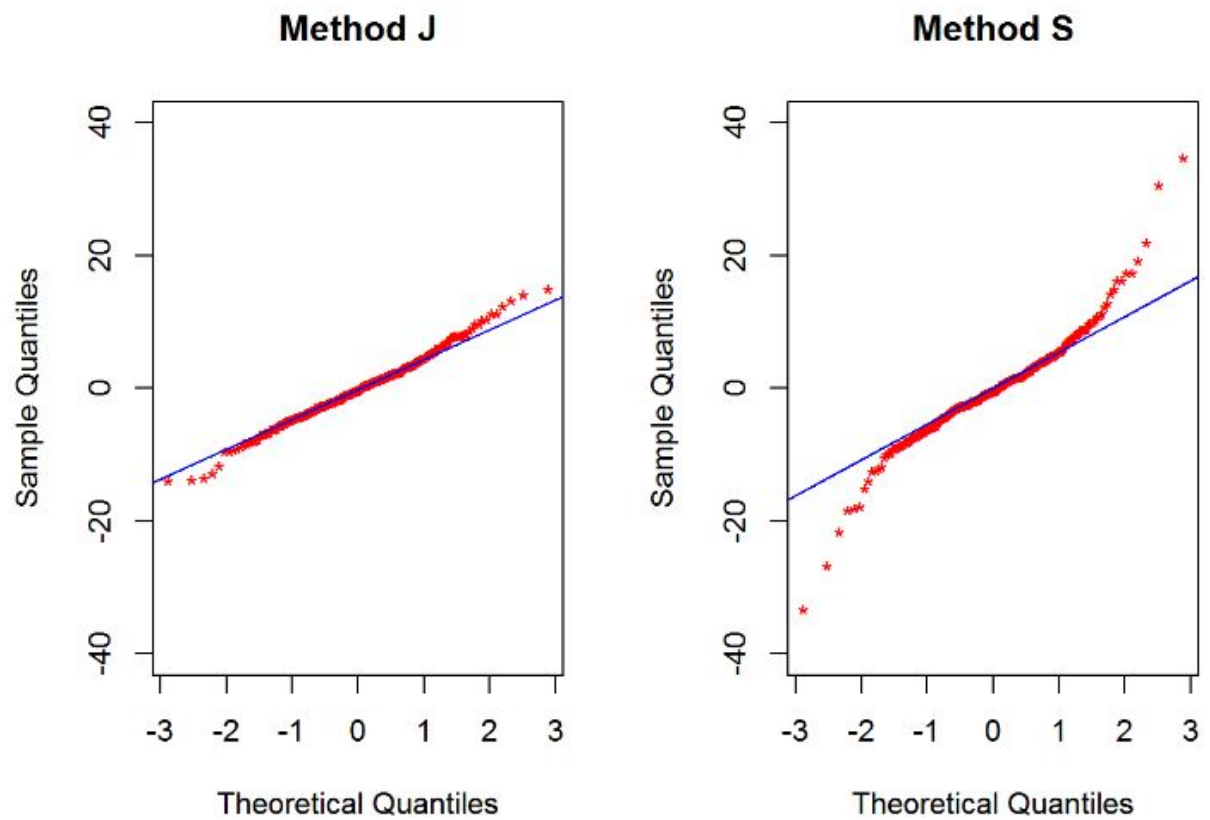 Method J
Sample Quantiles
40
20
0
-20
-40
-3 -2 -1 0 1 2 3
Theoretical Quantiles
Method S
Sample Quantiles
40
20
0
-20
-40
-3 -2 -1 0 1 2 3
Theoretical Quantiles